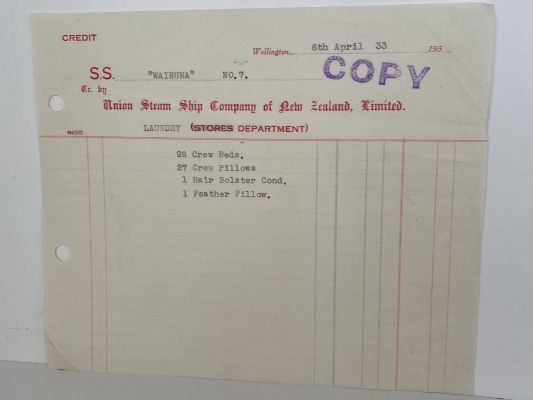 CREDIT
Wellington, 6th April 33 193
COPY
S.S. "WAIRUNA" NO.7.
Cr. by
Union Steam Ship Company of New Zealand, Limited.
LAUNDRY (STORES DEPARTMENT)
26 Crew Beds.
27 Crew Pillows
1 Hair Bolster Cond.
1 Feather Pillow.